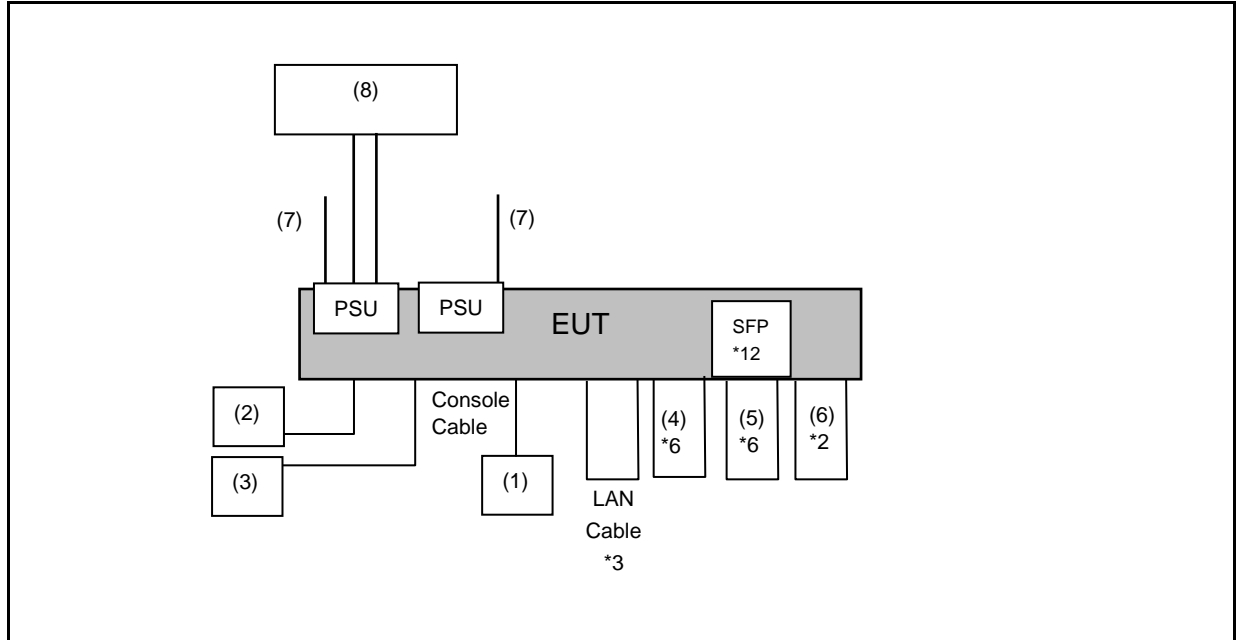 (8)
(7)
(7)
PSU
PSU
EUT
SFP
*12
(2)
Console
Cable
(4)
*6
(5)
*6
(6)
*2
(3)
(1)
LAN
Cable
*3